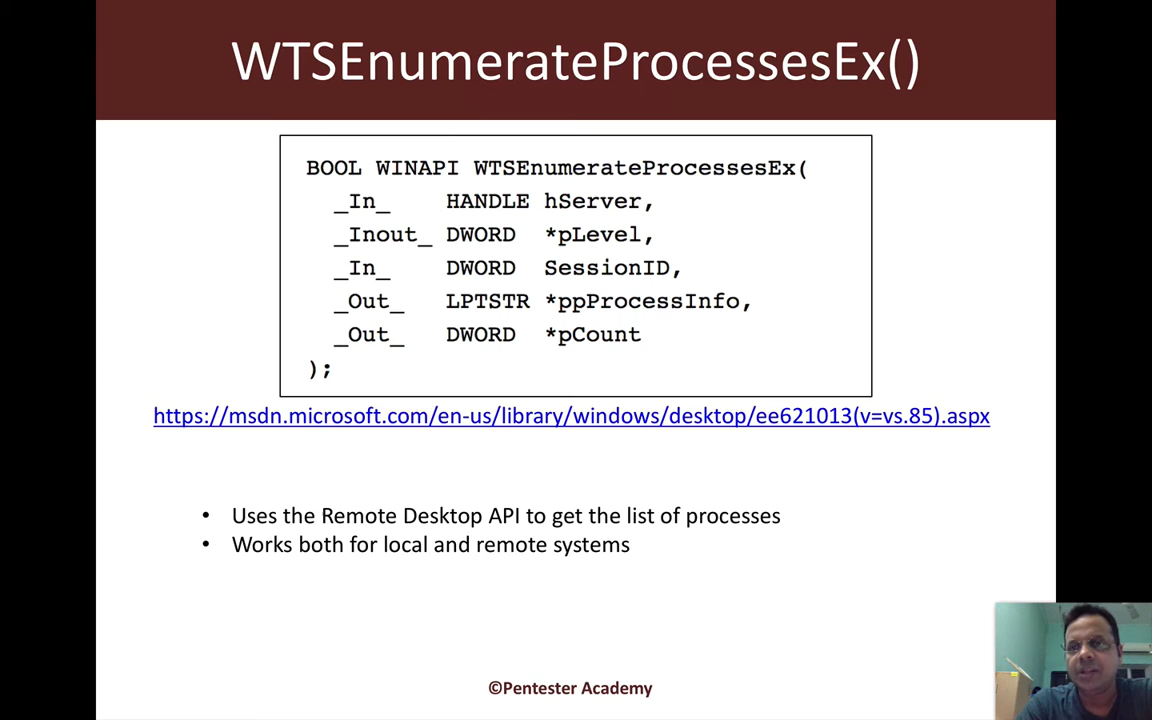 WTSEnumerateProcessesEx()
BOOL WINAPI WTSEnumerateProcessesEx(
_In_ HANDLE hServer,
_Inout_ DWORD *pLevel,
_In_ DWORD SessionID,
_Out_ LPTSTR *ppProcessInfo,
_Out_ DWORD *pCount
);
https://msdn.microsoft.com/en-us/library/windows/desktop/ee621013(v=vs.85).aspx
• Uses the Remote Desktop API to get the list of processes
• Works both for local and remote systems
©Pentester Academy